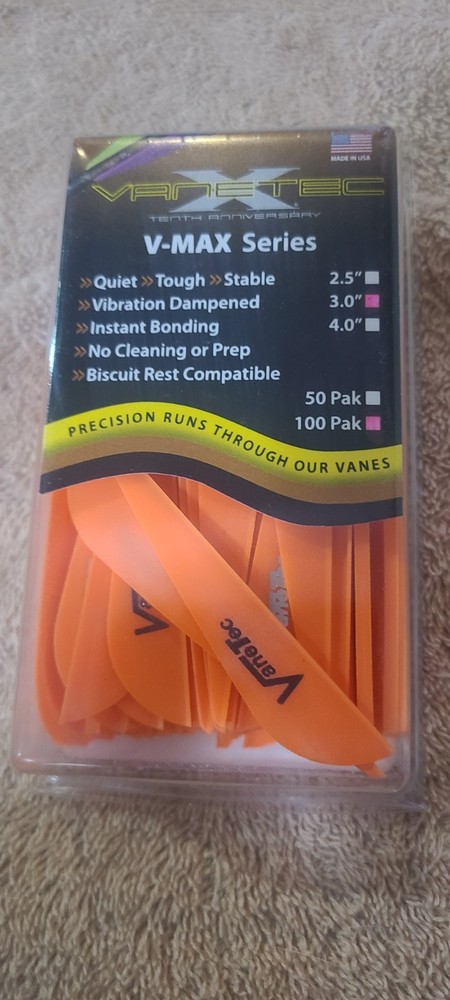 MADE IN USA
X
VANETEC
TENTH ANNIVERSARY
V-MAX Series
»Quiet »Tough »Stable 2.5"
»Vibration Dampened 3.0"
»Instant Bonding 4.0"
»No Cleaning or Prep
»Biscuit Rest Compatible
50 Pak
100 Pak
PRECISION RUNS THROUGH OUR VANES
VaneTec